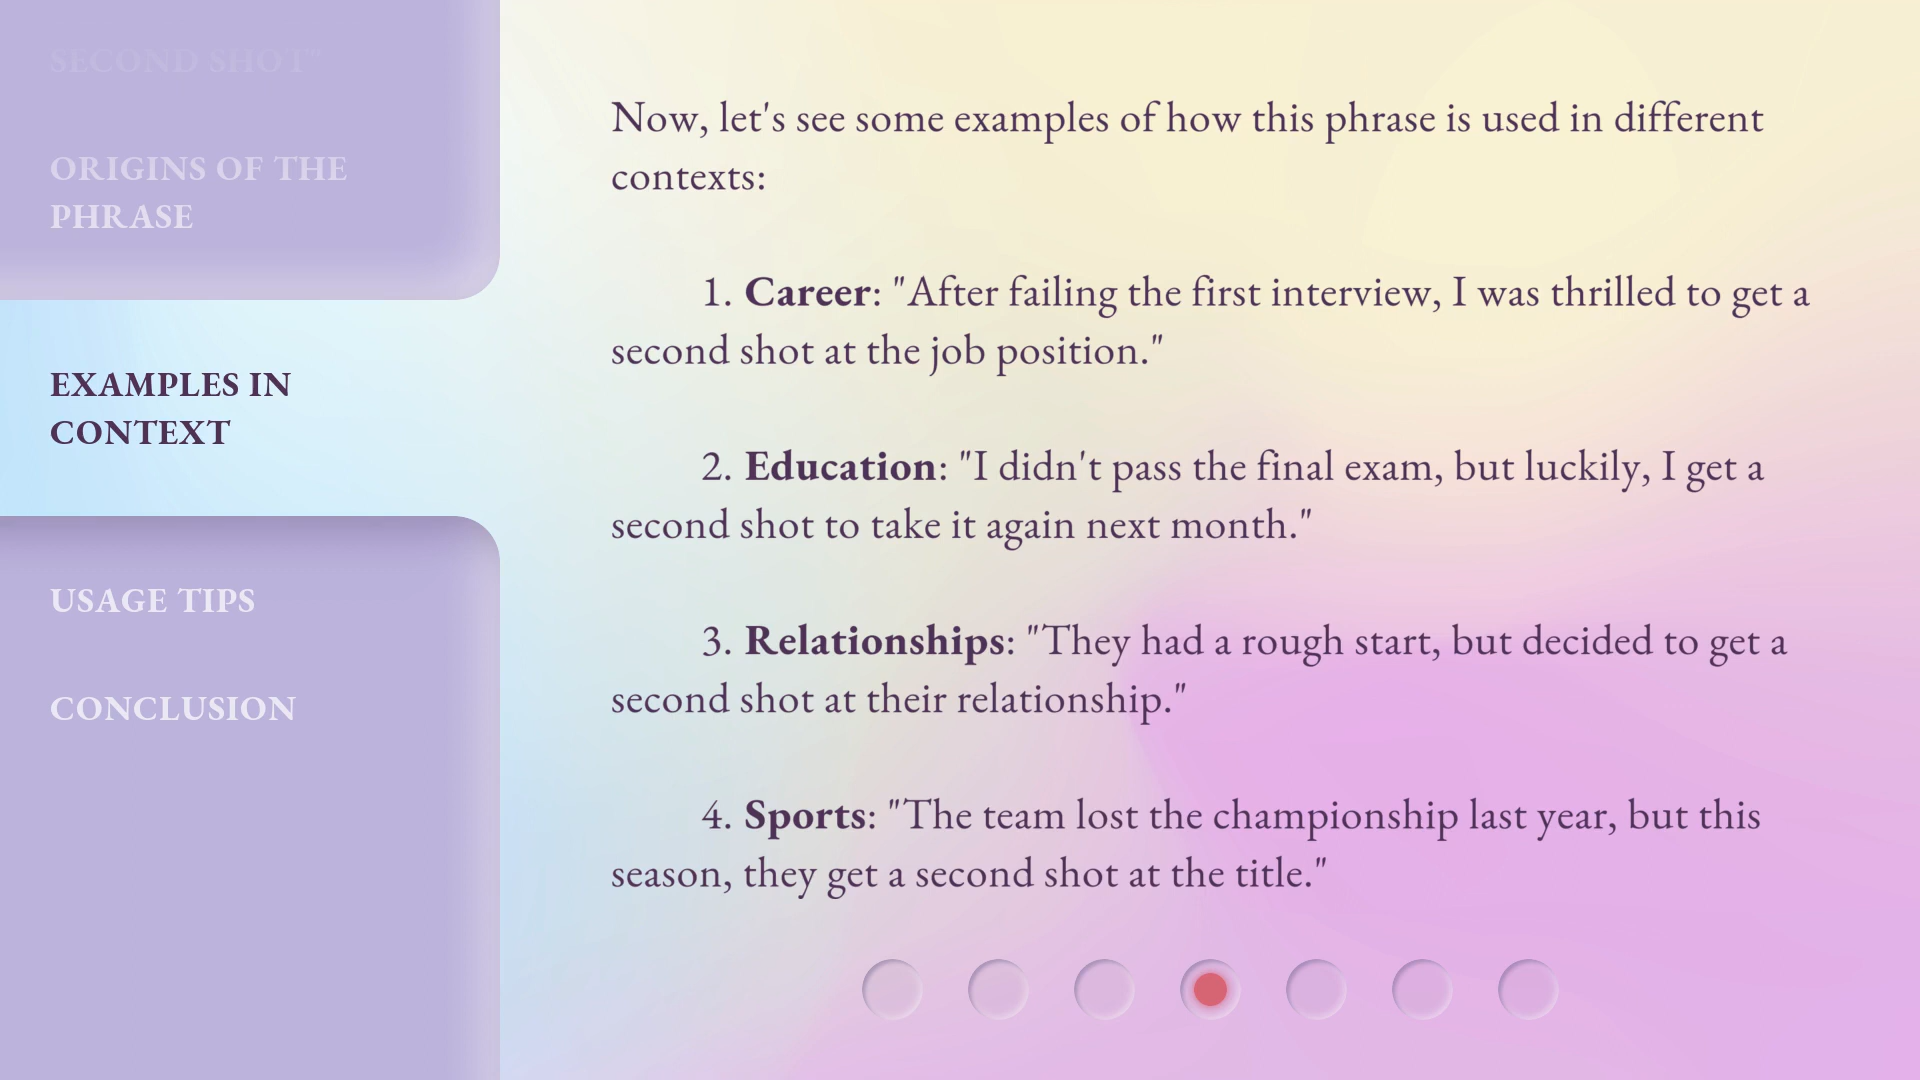 SECOND SHOT"
ORIGINS OF THE
PHRASE
EXAMPLES IN
CONTEXT
USAGE TIPS
CONCLUSION
Now, let's see some examples of how this phrase is used in different
contexts:
1. Career: "After failing the first interview, I was thrilled to get a
second shot at the job position."
2. Education: "I didn't pass the final exam, but luckily, I get a
second shot to take it again next month."
3. Relationships: "They had a rough start, but decided to get a
second shot at their relationship."
4. Sports: "The team lost the championship last year, but this
season, they get a second shot at the title."